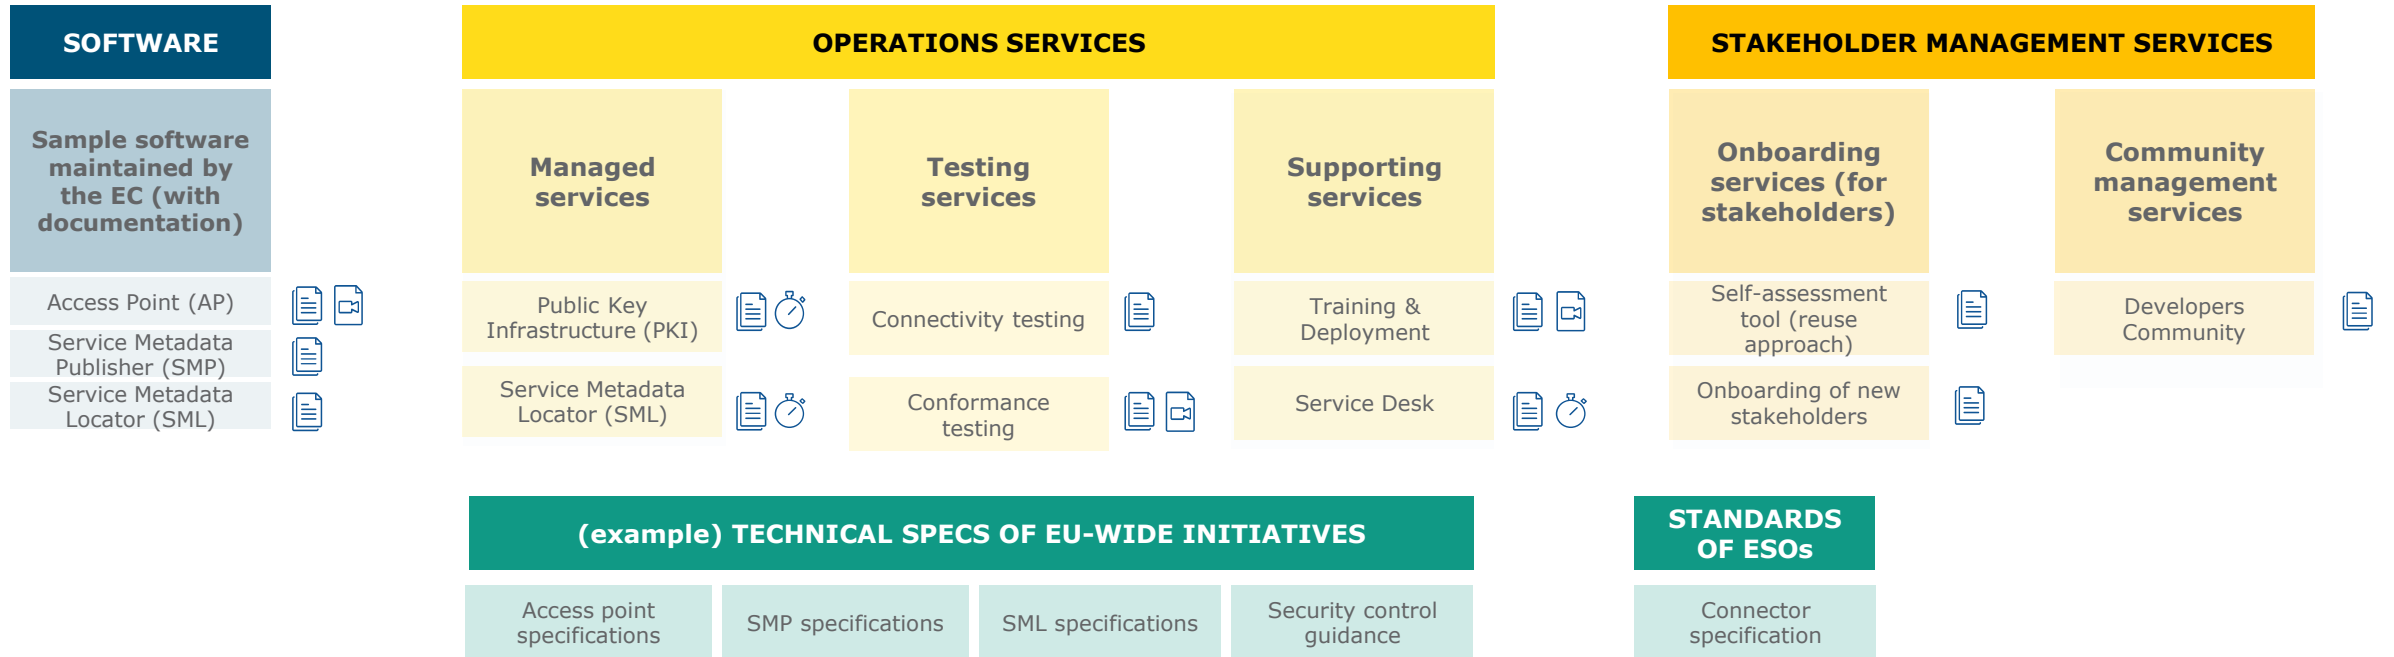 SOFTWARE
OPERATIONS SERVICES
STAKEHOLDER MANAGEMENT SERVICES
Sample software
maintained by
the EC (with
documentation)
Managed
services
Testing
services
Supporting
services
Onboarding
services (for
stakeholders)
Community
management
services
Access Point (AP)
Service Metadata
Publisher (SMP)
Service Metadata
Locator (SML)
Public Key
Infrastructure (PKI)
Service Metadata
Locator (SML)
Connectivity testing
Conformance
testing
Training &
Deployment
Service Desk
Self-assessment
tool (reuse
approach)
Onboarding of new
stakeholders
Developers
Community
(example) TECHNICAL SPECS OF EU-WIDE INITIATIVES
STANDARDS
OF ESOs
Access point
specifications
SMP specifications
SML specifications
Security control
guidance
Connector
specification